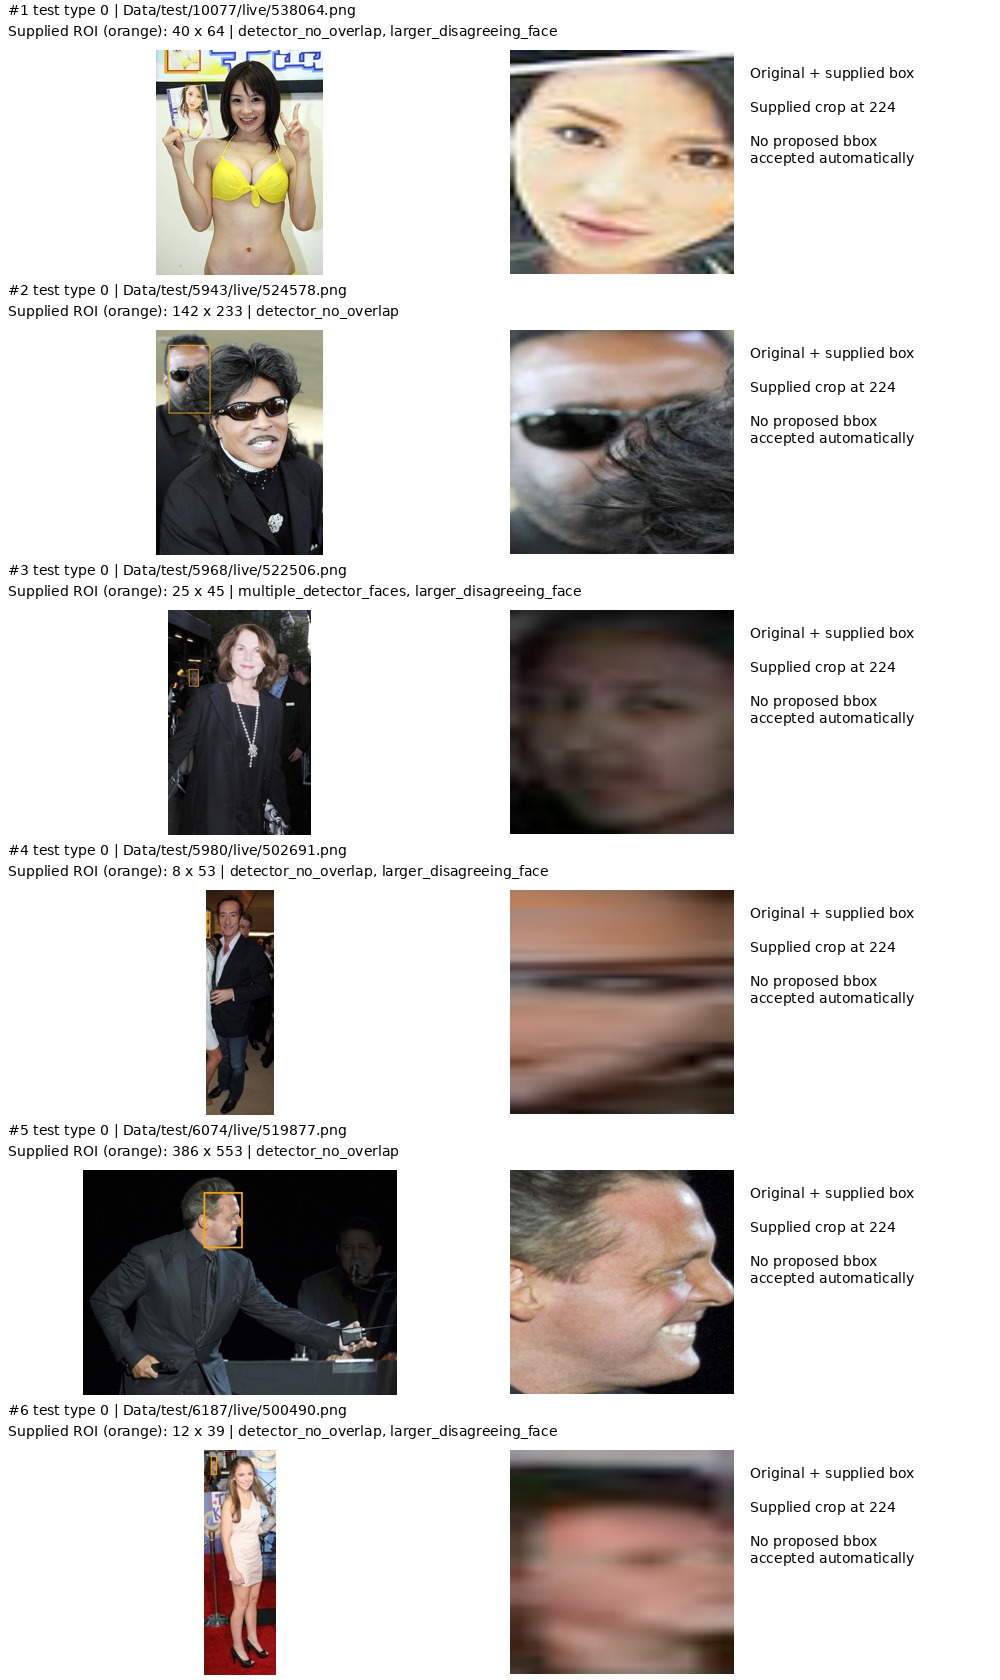 #1 test type 0 | Data/test/10077/live/538064.png
Supplied ROI (orange): 40 x 64 | detector_no_overlap, larger_disagreeing_face
Original + supplied box
Supplied crop at 224
No proposed bbox
accepted automatically
#2 test type 0 | Data/test/5943/live/524578.png
Supplied ROI (orange): 142 x 233 | detector_no_overlap
Original + supplied box
Supplied crop at 224
No proposed bbox
accepted automatically
#3 test type 0 | Data/test/5968/live/522506.png
Supplied ROI (orange): 25 x 45 | multiple_detector_faces, larger_disagreeing_face
Original + supplied box
Supplied crop at 224
No proposed bbox
accepted automatically
#4 test type 0 | Data/test/5980/live/502691.png
Supplied ROI (orange): 8 x 53 | detector_no_overlap, larger_disagreeing_face
Original + supplied box
Supplied crop at 224
No proposed bbox
accepted automatically
#5 test type 0 | Data/test/6074/live/519877.png
Supplied ROI (orange): 386 x 553 | detector_no_overlap
Original + supplied box
Supplied crop at 224
No proposed bbox
accepted automatically
#6 test type 0 | Data/test/6187/live/500490.png
Supplied ROI (orange): 12 x 39 | detector_no_overlap, larger_disagreeing_face
Original + supplied box
Supplied crop at 224
No proposed bbox
accepted automatically